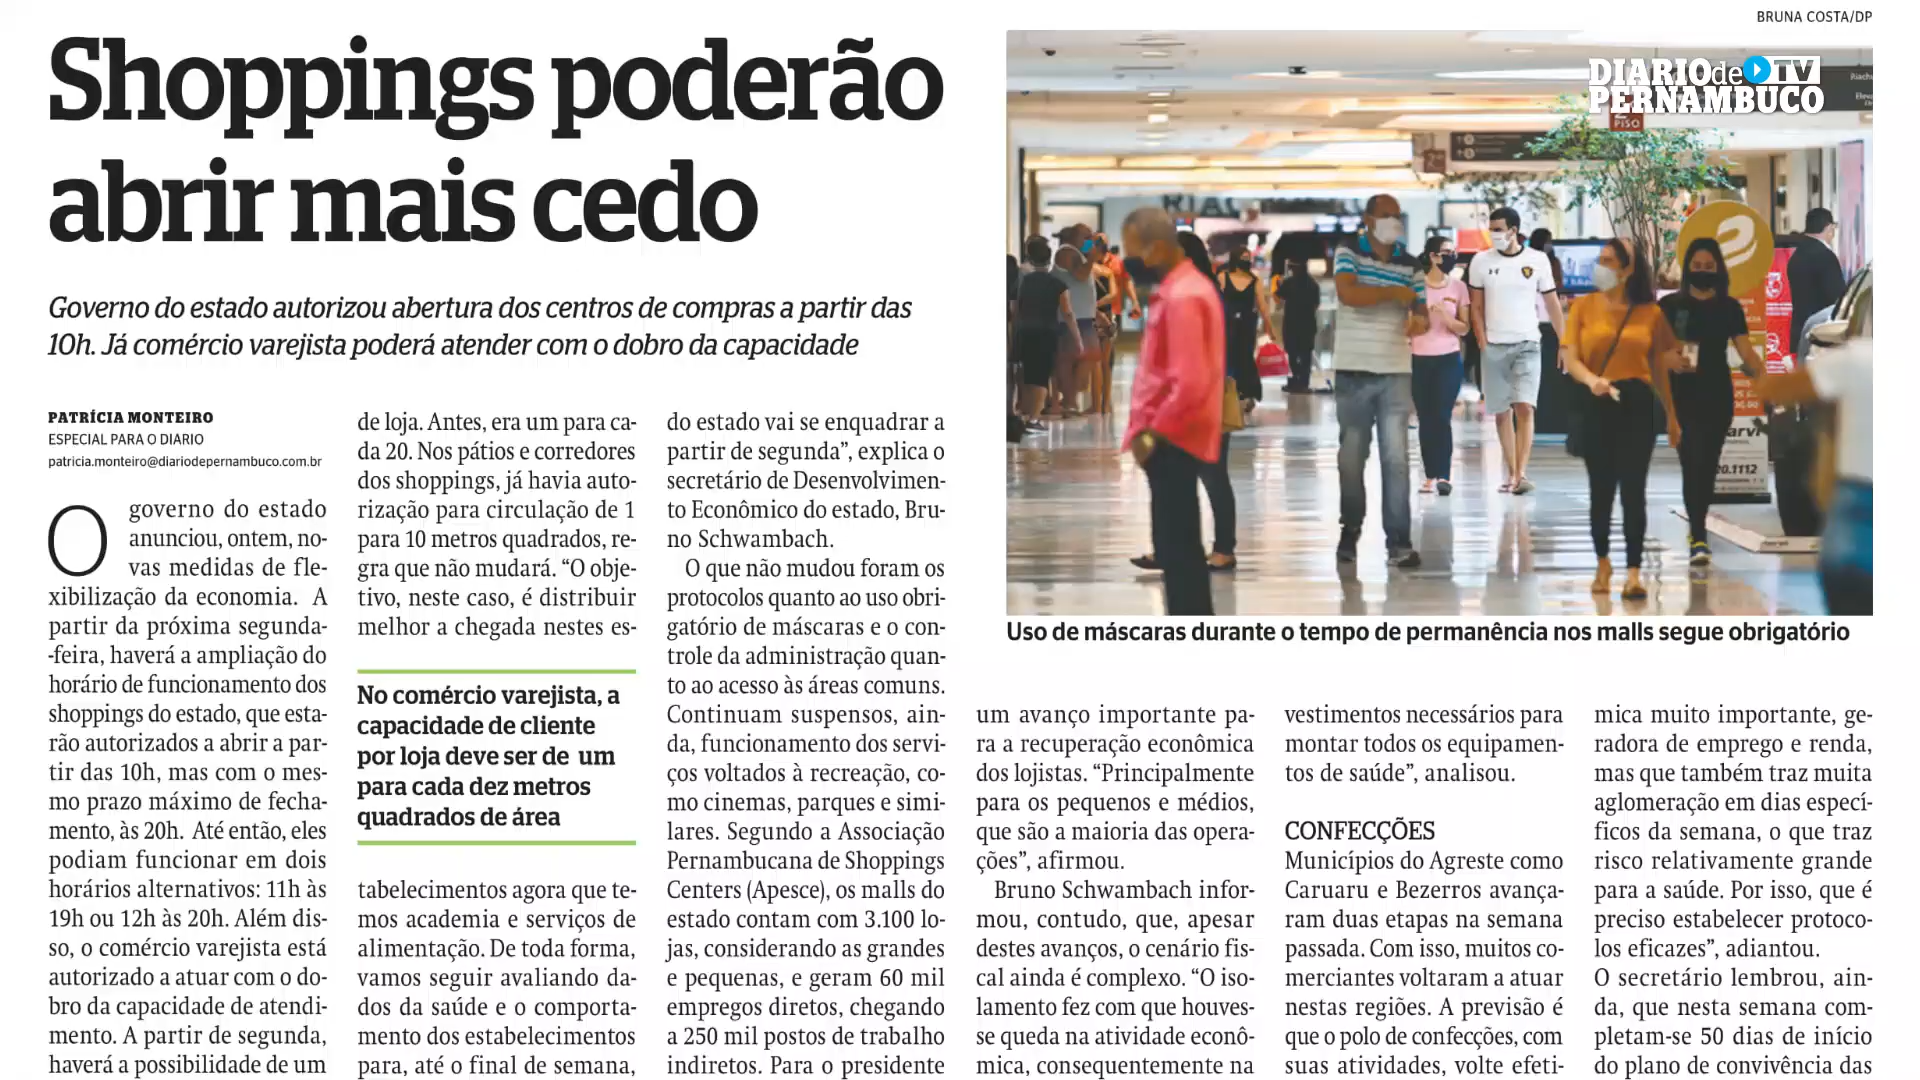 BRUNA COSTA/DP
Shoppings poderão
abrir mais cedo
Governo do estado autorizou abertura dos centros de compras a partir das
10h. Já comércio varejista poderá atender com o dobro da capacidade
PATRÍCIA MONTEIRO
ESPECIAL PARA O DIARIO
patricia.monteiro@diariodepernambuco.com.br
O governo do estado
anunciou, ontem, no-
vas medidas de fle-
xibilização da economia. A
partir da próxima segunda-
-feira, haverá a ampliação do
horário de funcionamento dos
shoppings do estado, que esta-
rão autorizados a abrir a par-
tir das 10h, mas com o mes-
mo prazo máximo de fecha-
mento, às 20h. Até então, eles
podiam funcionar em dois
horários alternativos: 11h às
19h ou 12h às 20h. Além dis-
so, o comércio varejista está
autorizado a atuar com o do-
bro da capacidade de atendi-
mento. A partir de segunda,
haverá a possibilidade de um
de loja. Antes, era um para ca-
da 20. Nos pátios e corredores
dos shoppings, já havia auto-
rização para circulação de 1
para 10 metros quadrados, re-
gra que não mudará. “O obje-
tivo, neste caso, é distribuir
melhor a chegada nestes es-
No comércio varejista, a
capacidade de cliente
por loja deve ser de um
para cada dez metros
quadrados de área
tabelecimentos agora que te-
mos academia e serviços de
alimentação. De toda forma,
vamos seguir avaliando da-
dos da saúde e o comporta-
mento dos estabelecimentos
para, até o final de semana,
do estado vai se enquadrar a
partir de segunda”, explica o
secretário de Desenvolvimen-
to Econômico do estado, Bru-
no Schwambach.
O que não mudou foram os
protocolos quanto ao uso obri-
gatório de máscaras e o con-
trole da administração quan-
to ao acesso às áreas comuns.
Continuam suspensos, ain-
da, funcionamento dos servi-
ços voltados à recreação, co-
mo cinemas, parques e simi-
lares. Segundo a Associação
Pernambucana de Shoppings
Centers (Apesce), os malls do
estado contam com 3.100 lo-
jas, considerando as grandes
e pequenas, e geram 60 mil
empregos diretos, chegando
a 250 mil postos de trabalho
indiretos. Para o presidente
DIARIO de TV
PERNAMBUCO
PISO
Uso de máscaras durante o tempo de permanência nos malls segue obrigatório
um avanço importante pa-
ra a recuperação econômica
dos lojistas. “Principalmente
para os pequenos e médios,
que são a maioria das opera-
ções”, afirmou.
Bruno Schwambach infor-
mou, contudo, que, apesar
destes avanços, o cenário fis-
cal ainda é complexo. “O iso-
lamento fez com que houves-
se queda na atividade econô-
mica, consequentemente na
vestimentos necessários para
montar todos os equipamen-
tos de saúde”, analisou.
CONFECÇÕES
Municípios do Agreste como
Caruaru e Bezerros avança-
ram duas etapas na semana
passada. Com isso, muitos co-
merciantes voltaram a atuar
nestas regiões. A previsão é
que o polo de confecções, com
suas atividades, volte efeti-
mica muito importante, ge-
radora de emprego e renda,
mas que também traz muita
aglomeração em dias especí-
ficos da semana, o que traz
risco relativamente grande
para a saúde. Por isso, que é
preciso estabelecer protoco-
los eficazes”, adiantou.
O secretário lembrou, ain-
da, que nesta semana com-
pletam-se 50 dias de início
do plano de convivência das